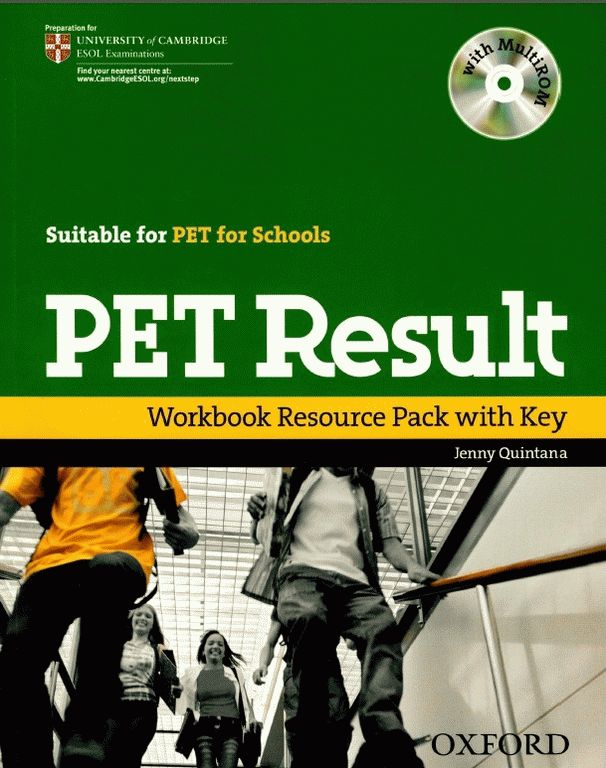 Preparation for
UNIVERSITY of CAMBRIDGE
ESOL Examinations
Find your nearest centre at:
www.CambridgeESOL.org/nextstep
with MultiROM
Suitable for PET for Schools
PET Result
Workbook Resource Pack with Key
Jenny Quintana
OXFORD